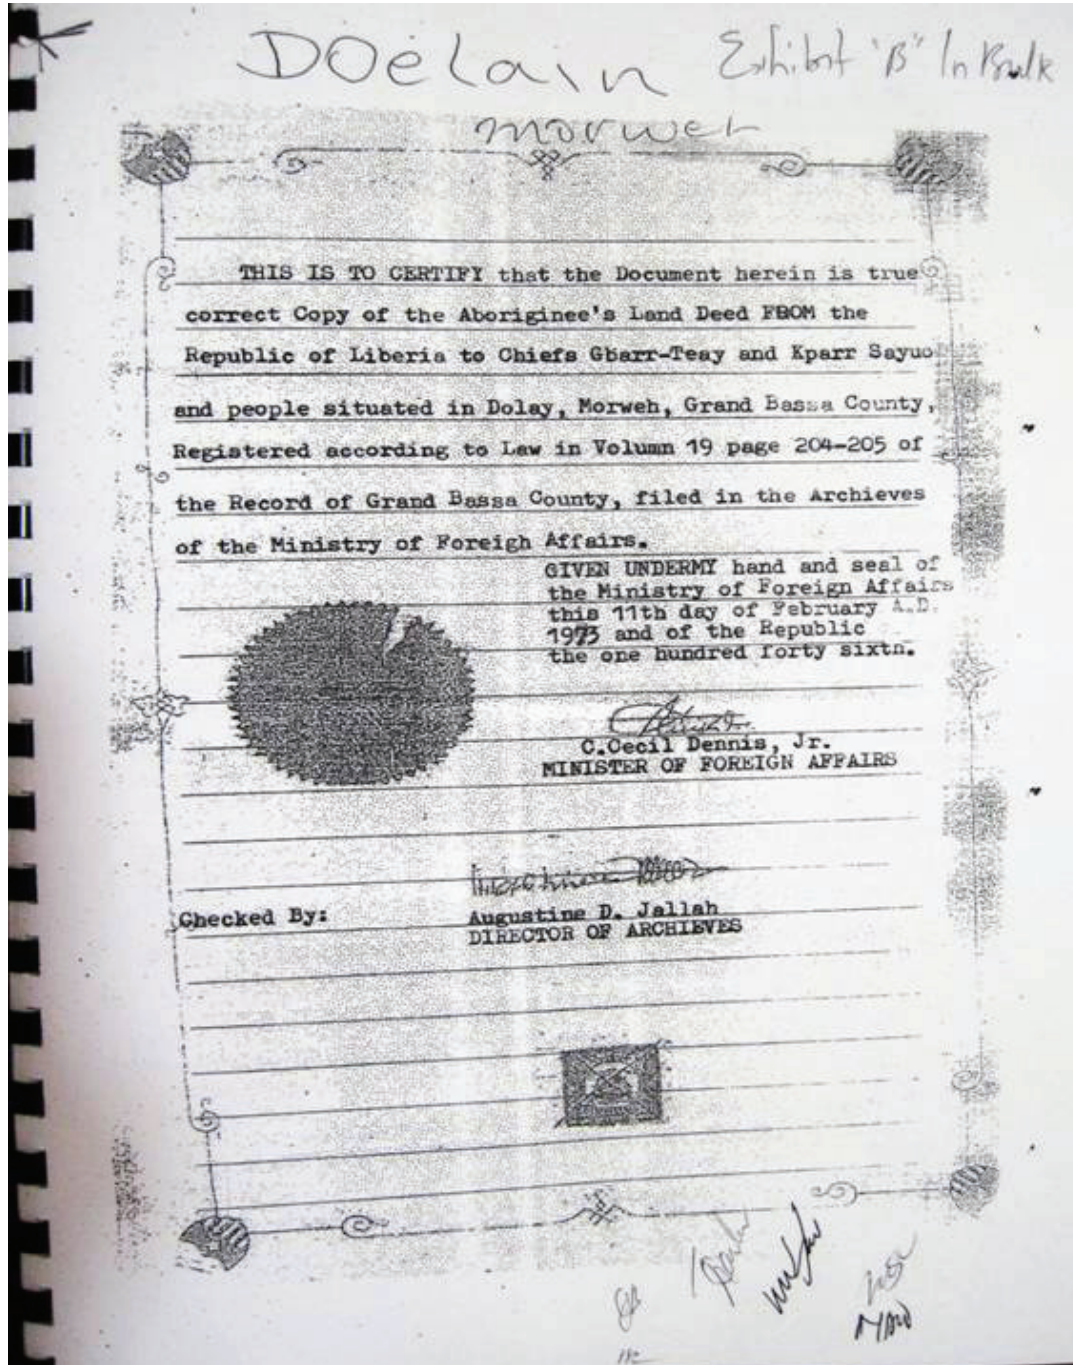 DOelain Exhibit "B" In Bulk
morweh
THIS IS TO CERTIFY that the Document herein is true
correct Copy of the Aboriginee's Land Deed FBOM the
Republic of Liberia to Chiefs Gbarr-Teay and Kparr Sayuo
and people situated in Dolay, Morweh, Grand Bassa County,
Registered according to Law in Volumn 19 page 204-205 of
the Record of Grand Bassa County, filed in the Archieves
of the Ministry of Foreigh Affairs.
GIVEN UNDERMY hand and seal of
the Ministry of Foreign Affairs
this 11th day of February A.D.
1973 and of the Republic
the one hundred forty sixtn.
C.Cecil Dennis, Jr.
MINISTER OF FOREIGN AFFAIRS
Checked By: Augustine D. Jallah
DIRECTOR OF ARCHIEVES